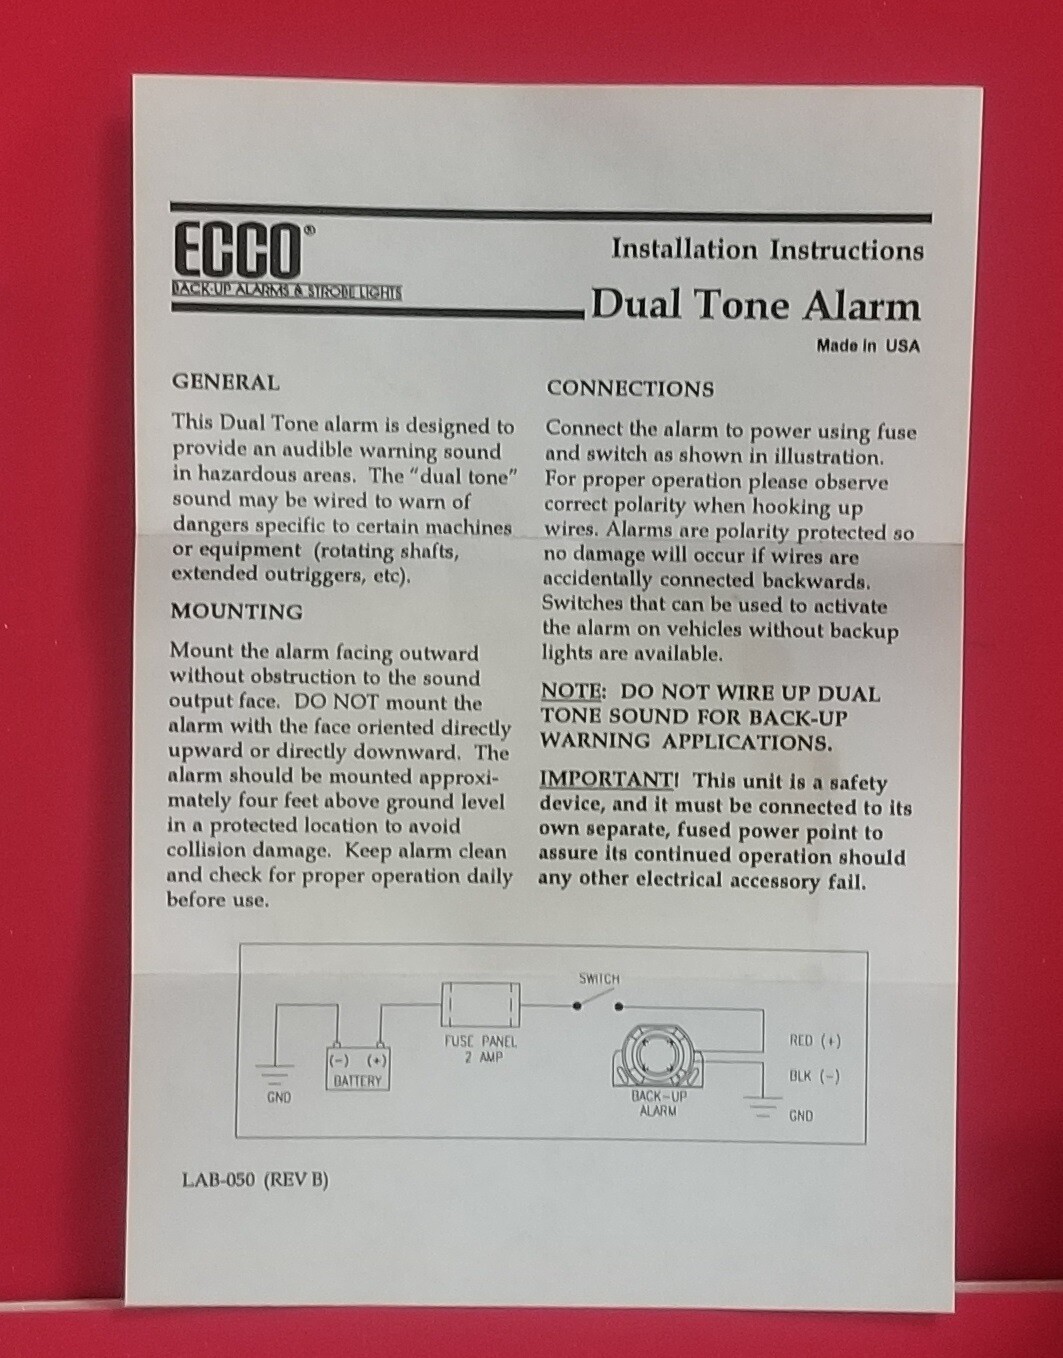 ECCO®
BACK-UP ALARMS & STROBE LIGHTS
Installation Instructions
Dual Tone Alarm
Made in USA
GENERAL
This Dual Tone alarm is designed to
provide an audible warning sound
in hazardous areas. The "dual tone"
sound may be wired to warn of
dangers specific to certain machines
or equipment (rotating shafts,
extended outriggers, etc).
MOUNTING
Mount the alarm facing outward
without obstruction to the sound
output face. DO NOT mount the
alarm with the face oriented directly
upward or directly downward. The
alarm should be mounted approxi-
mately four feet above ground level
in a protected location to avoid
collision damage. Keep alarm clean
and check for proper operation daily
before use.
CONNECTIONS
Connect the alarm to power using fuse
and switch as shown in illustration.
For proper operation please observe
correct polarity when hooking up
wires. Alarms are polarity protected so
no damage will occur if wires are
accidentally connected backwards.
Switches that can be used to activate
the alarm on vehicles without backup
lights are available.
NOTE: DO NOT WIRE UP DUAL
TONE SOUND FOR BACK-UP
WARNING APPLICATIONS.
IMPORTANT! This unit is a safety
device, and it must be connected to its
own separate, fused power point to
assure its continued operation should
any other electrical accessory fail.
GND
(-) (+)
BATTERY
FUSE PANEL
2 AMP
SWITCH
BACK-UP
ALARM
RED (+)
BLK (-)
GND
LAB-050 (REV B)